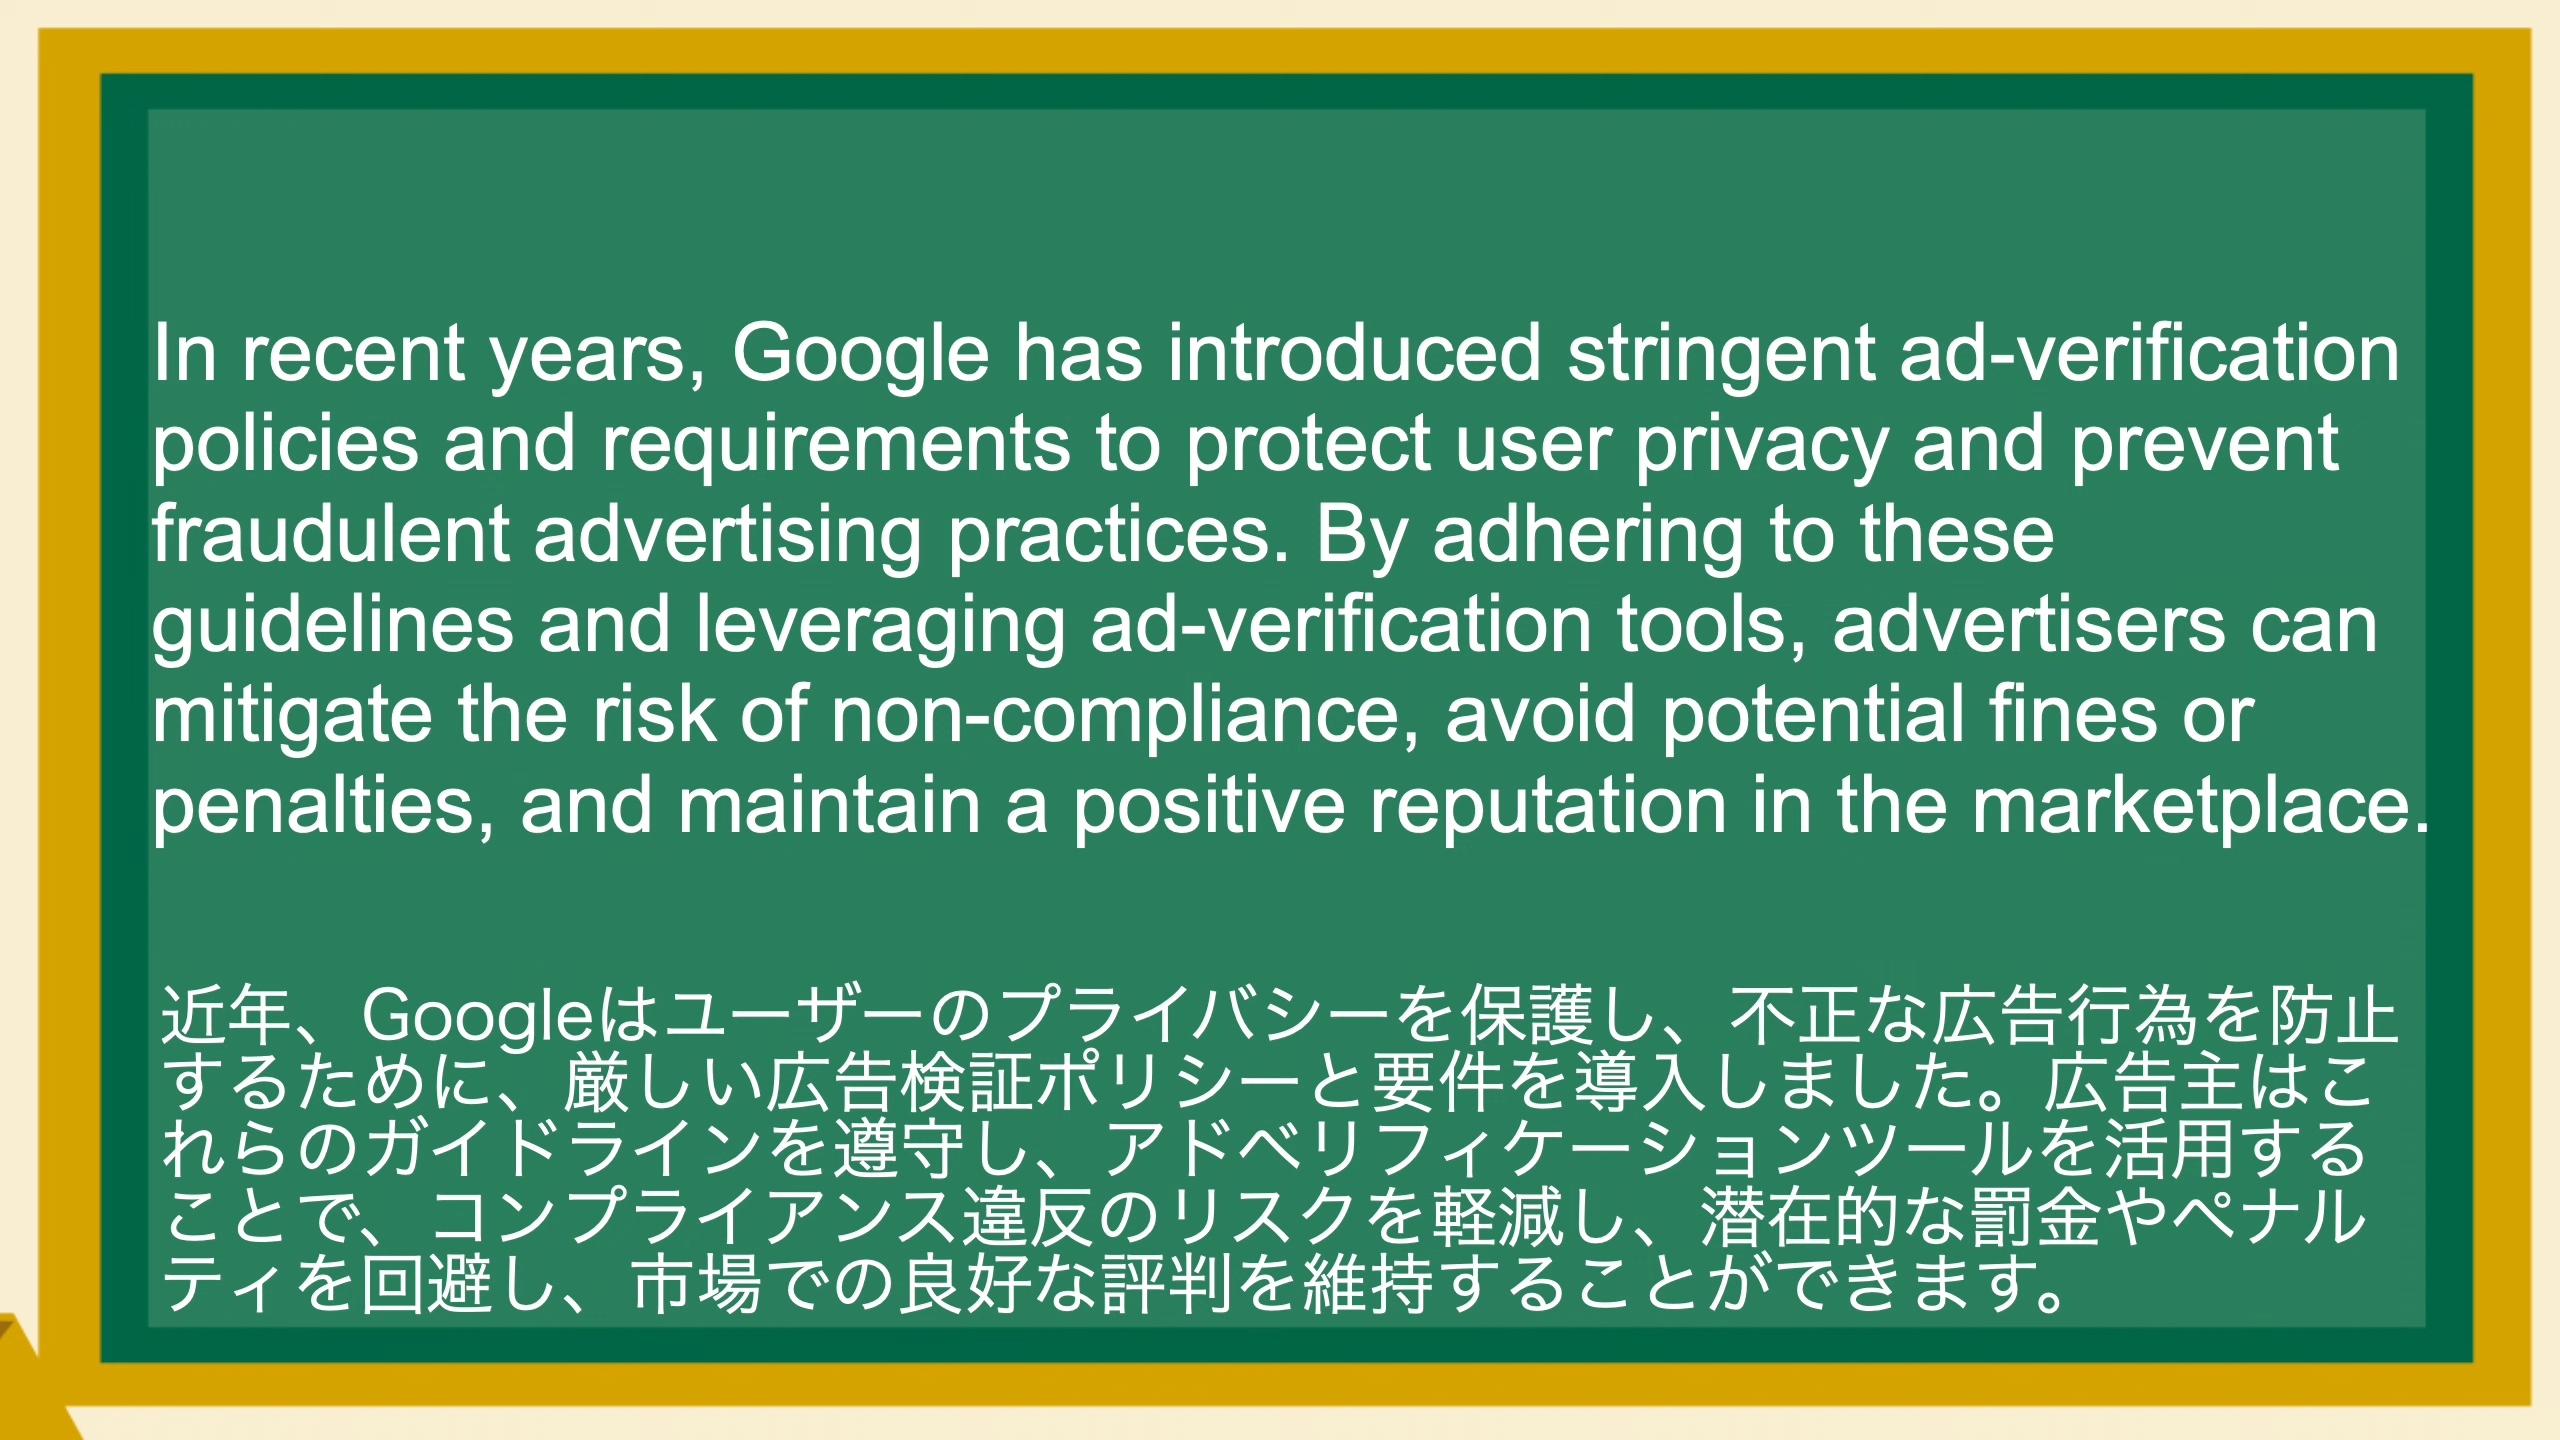 In recent years, Google has introduced stringent ad-verification
policies and requirements to protect user privacy and prevent
fraudulent advertising practices. By adhering to these
guidelines and leveraging ad-verification tools, advertisers can
mitigate the risk of non-compliance, avoid potential fines or
penalties, and maintain a positive reputation in the marketplace.
近年、Googleはユーザーのプライバシーを保護し、不正な広告行為を防止
するために、厳しい広告検証ポリシーと要件を導入しました。広告主はこ
れらのガイドラインを遵守し、アドベリフィケーションツールを活用する
ことで、コンプライアンス違反のリスクを軽減し、潜在的な罰金やペナル
ティを回避し、市場での良好な評判を維持することができます。